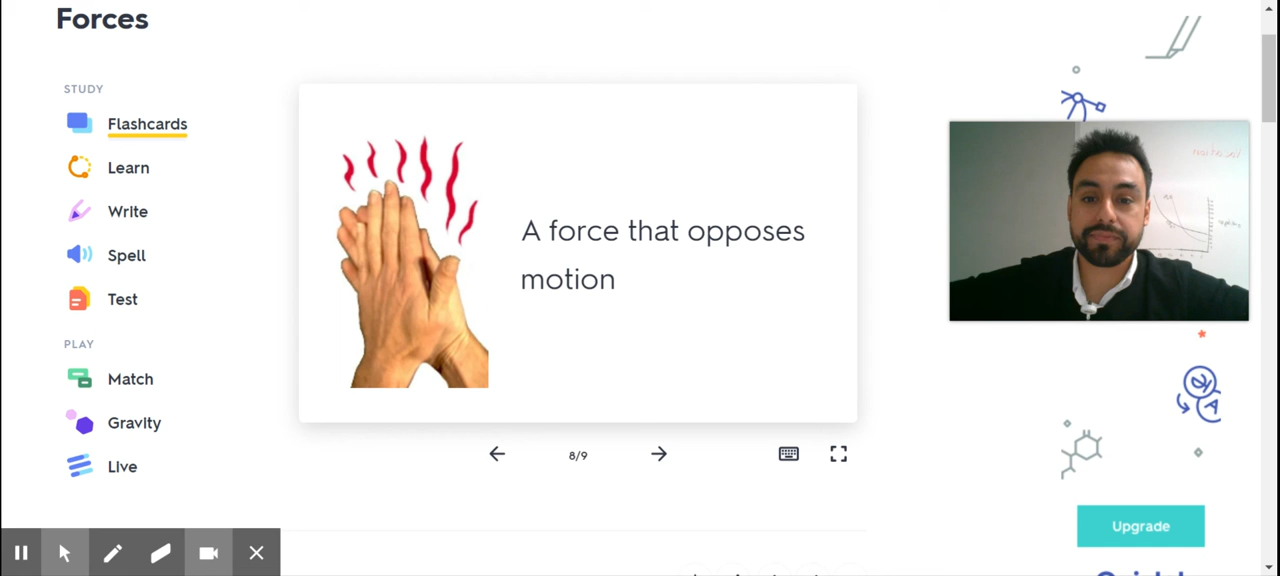 Forces
STUDY
Flashcards
Learn
Write
Spell
Test
PLAY
Match
Gravity
Live
A force that opposes
motion
8/9
Upgrade